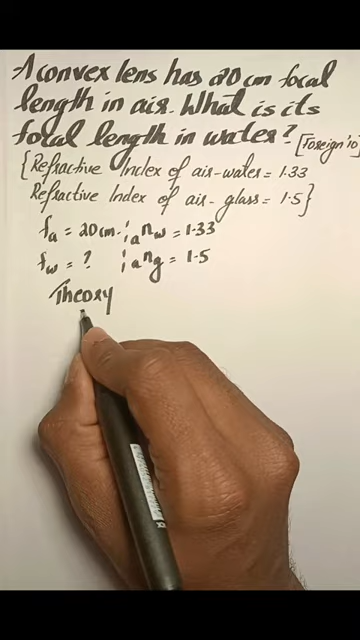 A convex lens has 20 cm focal
length in air. What is its
focal length in water? [Foreign'10]
{Refractive Index of air-water = 1.33
Refractive Index of air-glass = 1.5}
fa = 20cm. ; anw = 1.33
fw = ? ; ang = 1.5
Theory